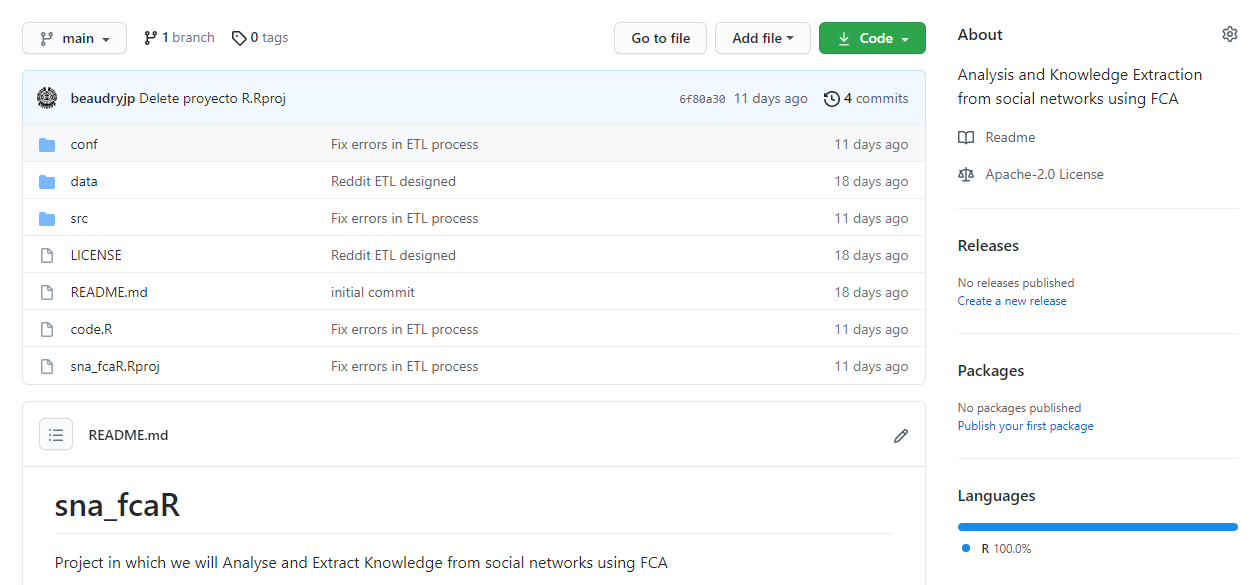 main 1 branch 0 tags Go to file Add file Code
beaudryjp Delete proyecto R.Rproj 6f80a30 11 days ago 4 commits
conf Fix errors in ETL process 11 days ago
data Reddit ETL designed 18 days ago
src Fix errors in ETL process 11 days ago
LICENSE Reddit ETL designed 18 days ago
README.md initial commit 18 days ago
code.R Fix errors in ETL process 11 days ago
sna_fcaR.Rproj Fix errors in ETL process 11 days ago
README.md
sna_fcaR
Project in which we will Analyse and Extract Knowledge from social networks using FCA
About
Analysis and Knowledge Extraction
from social networks using FCA
Readme
Apache-2.0 License
Releases
No releases published
Create a new release
Packages
No packages published
Publish your first package
Languages
R 100.0%